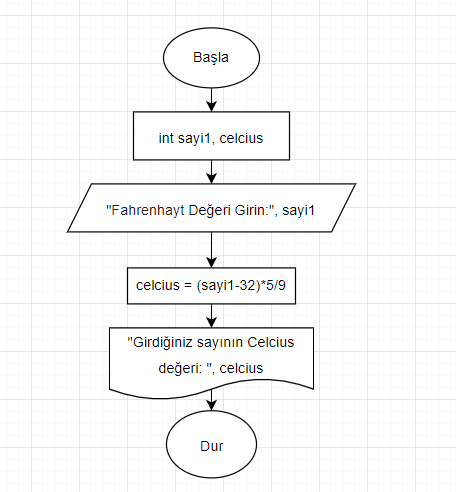 Başla
int sayi1, celcius
"Fahrenhayt Değeri Girin:", sayi1
celcius = (sayi1-32)*5/9
"Girdiğiniz sayının Celcius
değeri: ", celcius
Dur